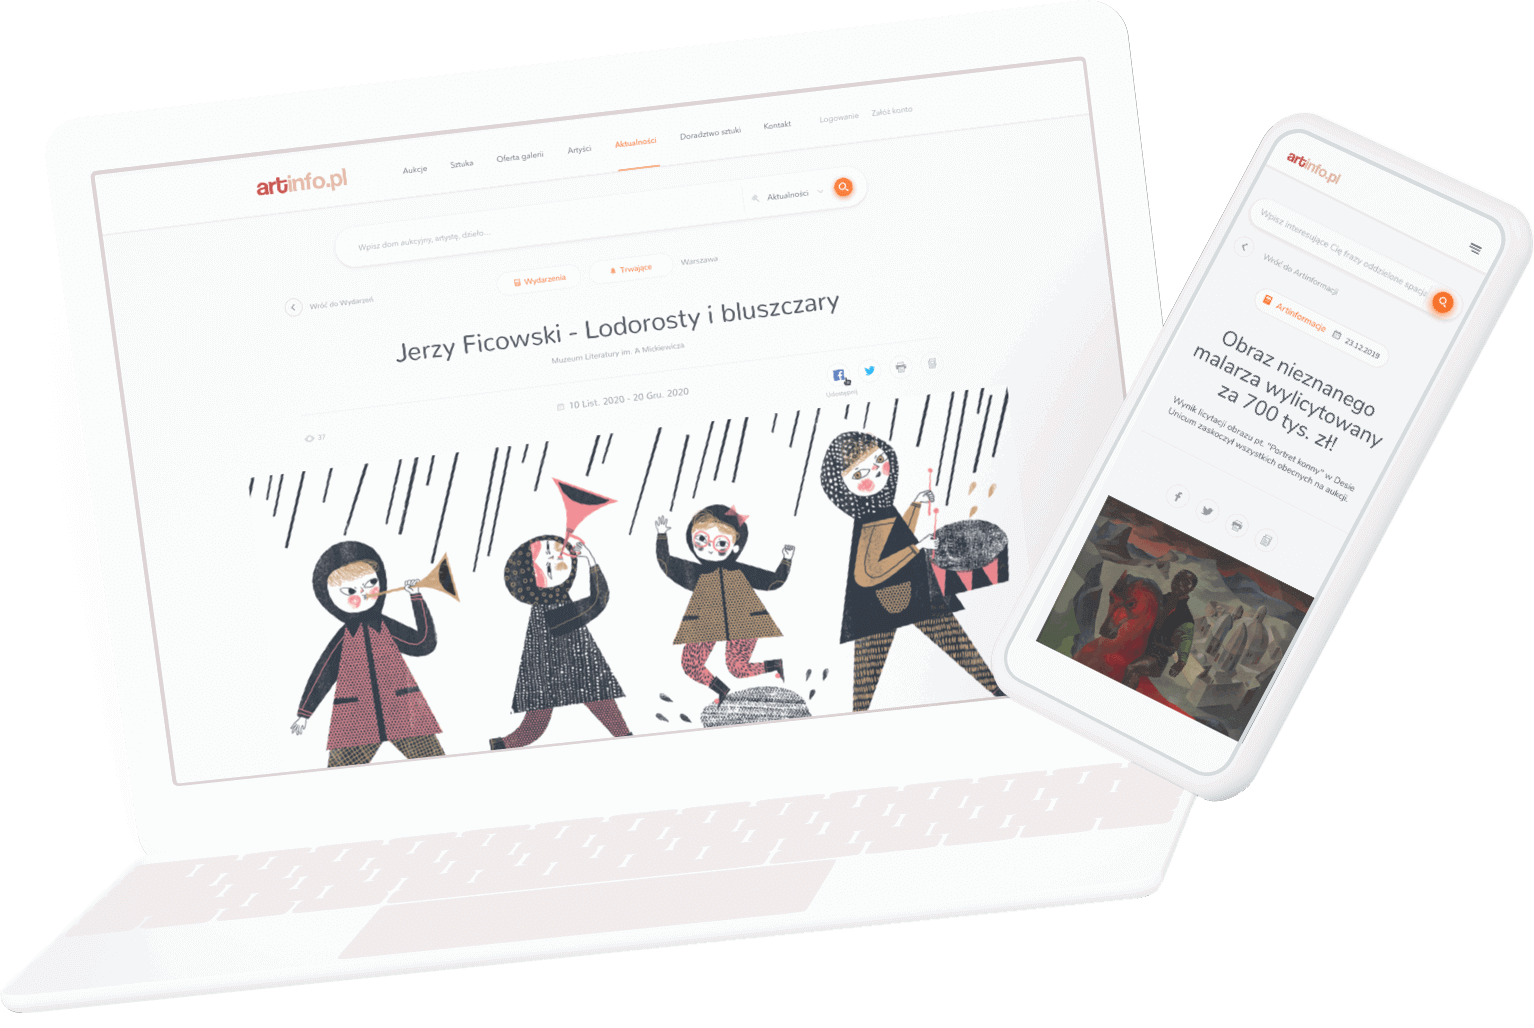 artinfo.pl
Aukcje
Sztuka
Oferta galerii
Artyści
Aktualności
Doradztwo sztuki
Kontakt
Logowanie
Załóż konto
Wpisz dom aukcyjny, artystę, dzieło...
Aktualności
Wróć do Wydarzeń
Wydarzenia
Trwające
Warszawa
Jerzy Ficowski - Lodorosty i bluszczary
Muzeum Literatury im. A Mickiewicza
37
10 List. 2020 - 20 Gru. 2020
Udostępnij
artinfo.pl
Wpisz interesujące Cię frazy oddzielone spacją
Wróć do Artinformacji
Artinformacje
23.12.2019
Obraz nieznanego
malarza wylicytowany
za 700 tys. zł!
Wynik licytacji obrazu pt. "Portret konny" w Desie
Unicum zaskoczył wszystkich obecnych na aukcji.